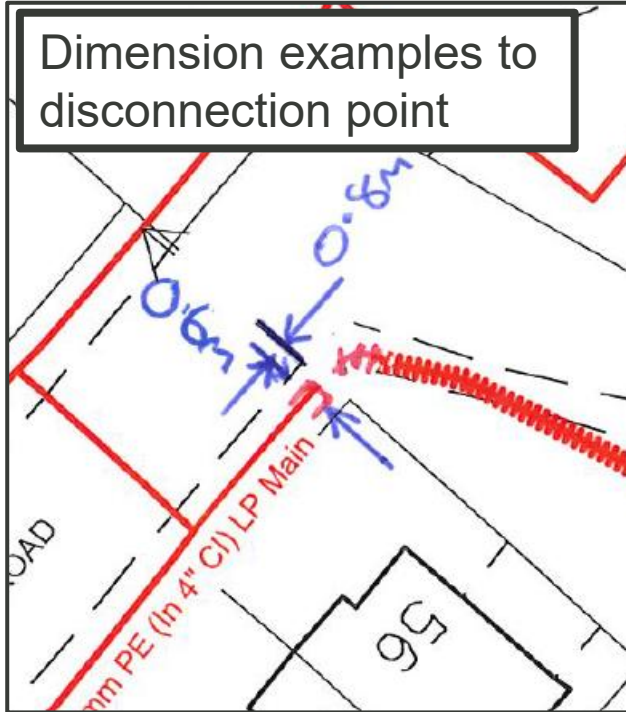 Dimension examples to
disconnection point
0.8m
0.6m
OAD
mm PE (In 4" CI) LP Main
56